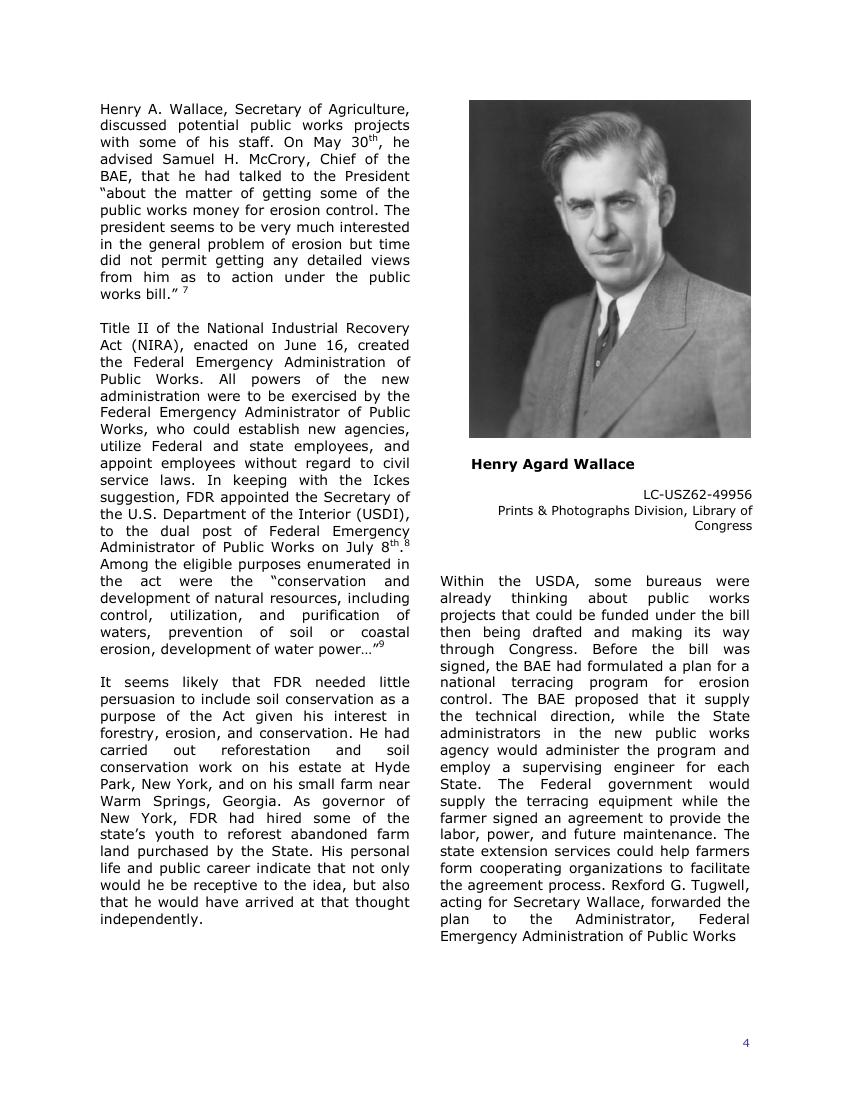 Henry A. Wallace, Secretary of Agriculture,
discussed potential public works projects
with some of his staff. On May 30th, he
advised Samuel H. McCrory, Chief of the
BAE, that he had talked to the President
“about the matter of getting some of the
public works money for erosion control. The
president seems to be very much interested
in the general problem of erosion but time
did not permit getting any detailed views
from him as to action under the public
works bill.” 7
Title II of the National Industrial Recovery
Act (NIRA), enacted on June 16, created
the Federal Emergency Administration of
Public Works. All powers of the new
administration were to be exercised by the
Federal Emergency Administrator of Public
Works, who could establish new agencies,
utilize Federal and state employees, and
appoint employees without regard to civil
service laws. In keeping with the Ickes
suggestion, FDR appointed the Secretary of
the U.S. Department of the Interior (USDI),
to the dual post of Federal Emergency
Administrator of Public Works on July 8th.8
Among the eligible purposes enumerated in
the act were the “conservation and
development of natural resources, including
control, utilization, and purification of
waters, prevention of soil or coastal
erosion, development of water power…”9
It seems likely that FDR needed little
persuasion to include soil conservation as a
purpose of the Act given his interest in
forestry, erosion, and conservation. He had
carried out reforestation and soil
conservation work on his estate at Hyde
Park, New York, and on his small farm near
Warm Springs, Georgia. As governor of
New York, FDR had hired some of the
state’s youth to reforest abandoned farm
land purchased by the State. His personal
life and public career indicate that not only
would he be receptive to the idea, but also
that he would have arrived at that thought
independently.
Henry Agard Wallace
LC-USZ62-49956
Prints & Photographs Division, Library of
Congress
Within the USDA, some bureaus were
already thinking about public works
projects that could be funded under the bill
then being drafted and making its way
through Congress. Before the bill was
signed, the BAE had formulated a plan for a
national terracing program for erosion
control. The BAE proposed that it supply
the technical direction, while the State
administrators in the new public works
agency would administer the program and
employ a supervising engineer for each
State. The Federal government would
supply the terracing equipment while the
farmer signed an agreement to provide the
labor, power, and future maintenance. The
state extension services could help farmers
form cooperating organizations to facilitate
the agreement process. Rexford G. Tugwell,
acting for Secretary Wallace, forwarded the
plan to the Administrator, Federal
Emergency Administration of Public Works
4